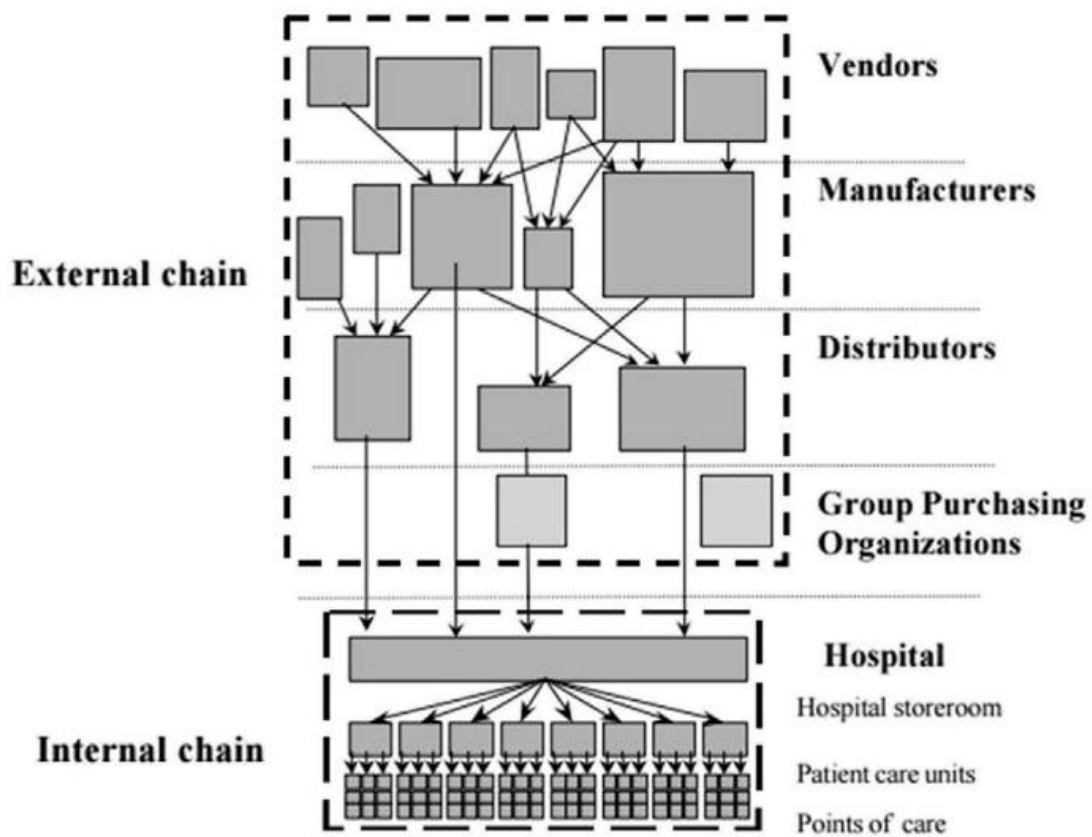 Vendors
Manufacturers
External chain
Distributors
Group Purchasing
Organizations
Hospital
Hospital storeroom
Internal chain
Patient care units
Points of care